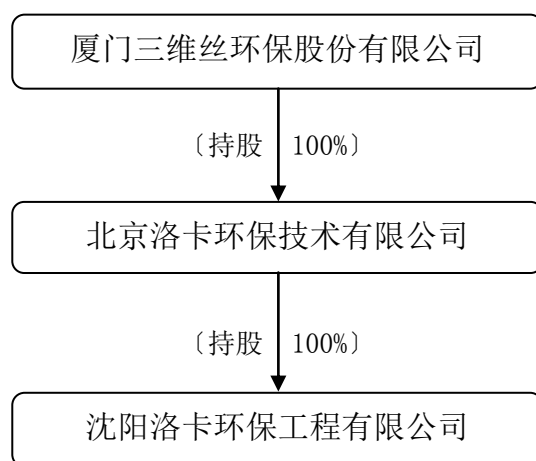 厦门三维丝环保股份有限公司
〔持股 100%〕
北京洛卡环保技术有限公司
〔持股 100%〕
沈阳洛卡环保工程有限公司